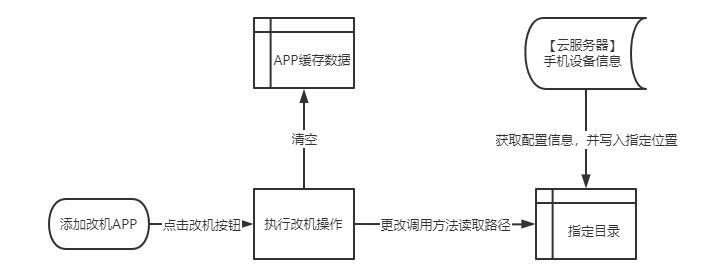 【云服务器】
手机设备信息
APP缓存数据
清空
获取配置信息，并写入指定位置
添加改机APP
点击改机按钮
执行改机操作
更改调用方法读取路径
指定目录